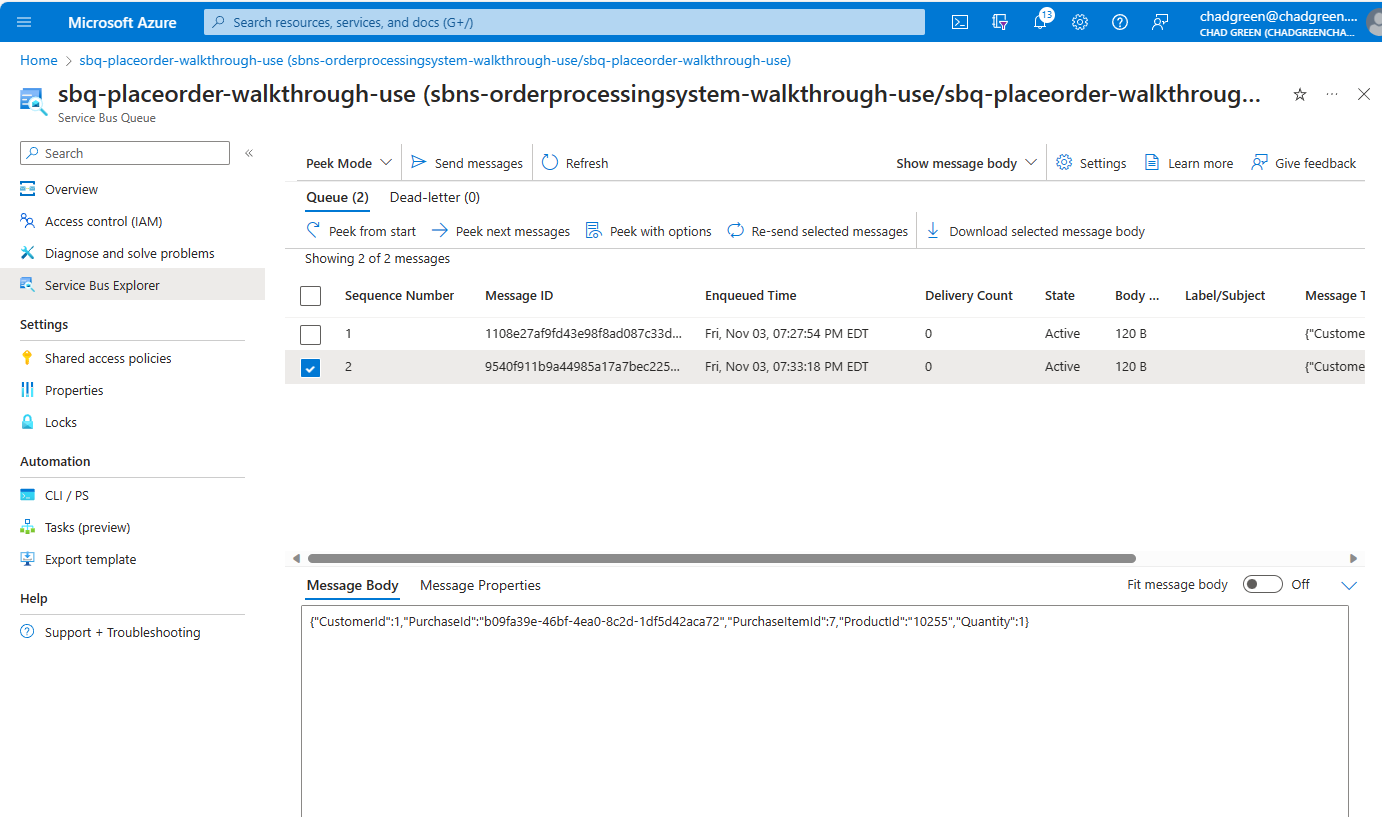 Microsoft Azure
Search resources, services, and docs (G+/)
13
chadgreen@chadgreen....
CHAD GREEN (CHADGREENCHA...
Home > sbq-placeorder-walkthrough-use (sbns-orderprocessingsystem-walkthrough-use/sbq-placeorder-walkthrough-use)
sbq-placeorder-walkthrough-use (sbns-orderprocessingsystem-walkthrough-use/sbq-placeorder-walkthroug...
Service Bus Queue
Search
Overview
Access control (IAM)
Diagnose and solve problems
Service Bus Explorer
Settings
Shared access policies
Properties
Locks
Automation
CLI / PS
Tasks (preview)
Export template
Help
Support + Troubleshooting
Peek Mode Send messages Refresh Show message body Settings Learn more Give feedback
Queue (2) Dead-letter (0)
Peek from start Peek next messages Peek with options Re-send selected messages Download selected message body
Showing 2 of 2 messages
Sequence Number Message ID Enqueued Time Delivery Count State Body ... Label/Subject Message T
1 1108e27af9fd43e98f8ad087c33d... Fri, Nov 03, 07:27:54 PM EDT 0 Active 120 B {"Custome
2 9540f911b9a44985a17a7bec225... Fri, Nov 03, 07:33:18 PM EDT 0 Active 120 B {"Custome
Message Body Message Properties Fit message body Off
{"CustomerId":1,"PurchaseId":"b09fa39e-46bf-4ea0-8c2d-1df5d42aca72","PurchaseItemId":7,"ProductId":"10255","Quantity":1}